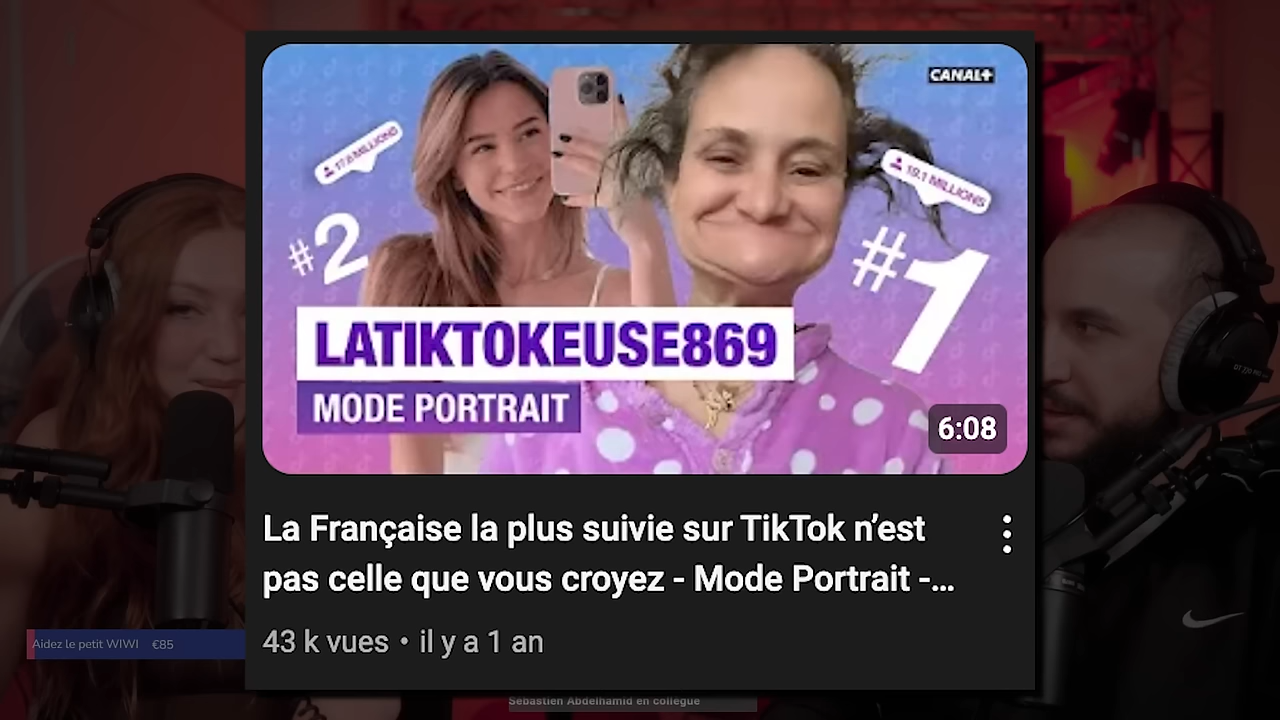 CANAL+
17.6 MILLIONS
19.1 MILLIONS
#2
#1
LATIKTOKEUSE869
MODE PORTRAIT
6:08
La Française la plus suivie sur TikTok n’est
pas celle que vous croyez - Mode Portrait -...
43 k vues • il y a 1 an
Aidez le petit WIWI €85
Sébastien Abdelhamid en collègue